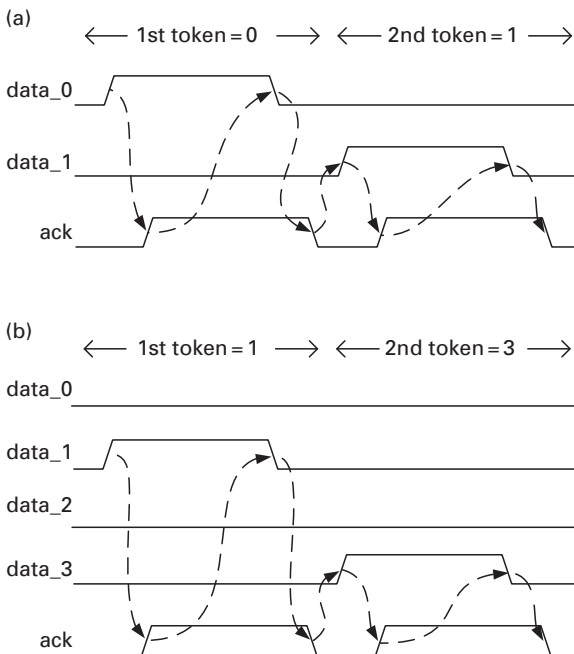 (a)
1st token = 0 2nd token = 1
data_0
data_1
ack
(b)
1st token = 1 2nd token = 3
data_0
data_1
data_2
data_3
ack